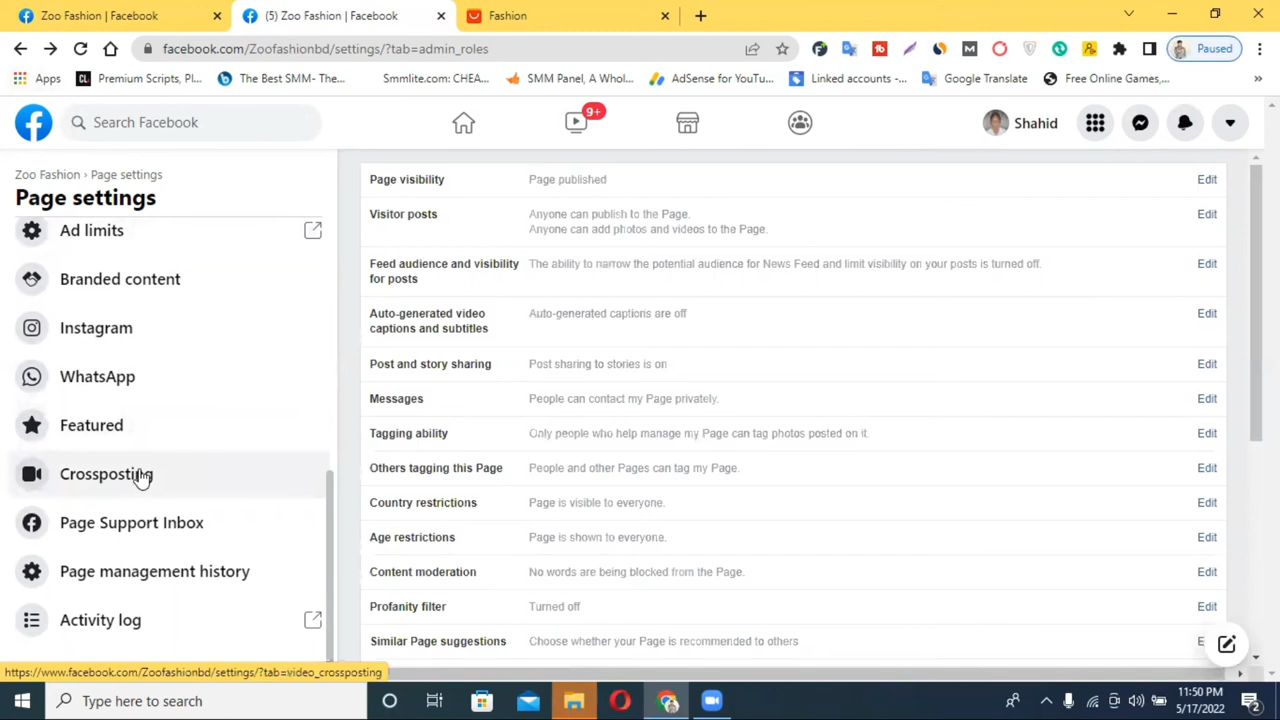 Zoo Fashion | Facebook
(5) Zoo Fashion | Facebook
Fashion
facebook.com/Zoofashionbd/settings/?tab=admin_roles
Paused
Apps
Premium Scripts, Pl...
The Best SMM- The...
Smmlite.com: CHEA...
SMM Panel, A Whol...
AdSense for YouTu...
Linked accounts -...
Google Translate
Free Online Games,...
Search Facebook
9+
Shahid
Zoo Fashion › Page settings
Page settings
Ad limits
Branded content
Instagram
WhatsApp
Featured
Crossposting
Page Support Inbox
Page management history
Activity log
Page visibility Page published Edit
Visitor posts Anyone can publish to the Page. Edit
Anyone can add photos and videos to the Page.
Feed audience and visibility The ability to narrow the potential audience for News Feed and limit visibility on your posts is turned off. Edit
for posts
Auto-generated video Auto-generated captions are off Edit
captions and subtitles
Post and story sharing Post sharing to stories is on Edit
Messages People can contact my Page privately. Edit
Tagging ability Only people who help manage my Page can tag photos posted on it. Edit
Others tagging this Page People and other Pages can tag my Page. Edit
Country restrictions Page is visible to everyone. Edit
Age restrictions Page is shown to everyone. Edit
Content moderation No words are being blocked from the Page. Edit
Profanity filter Turned off Edit
Similar Page suggestions Choose whether your Page is recommended to others
https://www.facebook.com/Zoofashionbd/settings/?tab=video_crossposting
Type here to search
11:50 PM
5/17/2022
2